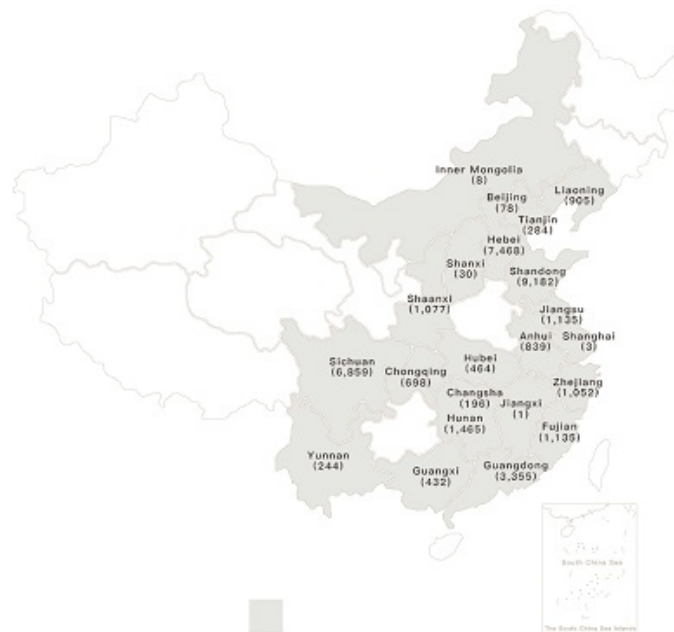 Inner Mongolia
(8)
Beijing
(78)
Liaoning
(905)
Tianjin
(284)
Hebei
(7,468)
Shanxi
(30)
Shandong
(9,182)
Shaanxi
(1,077)
Jiangsu
(1,135)
Anhui
(839)
Shanghai
(3)
Sichuan
(6,859)
Chongqing
(698)
Hubei
(464)
Zhejiang
(1,052)
Changsha
(196)
Jiangxi
(1)
Hunan
(1,465)
Fujian
(1,135)
Yunnan
(244)
Guangxi
(432)
Guangdong
(3,355)
South China Sea
The South China Sea Islands